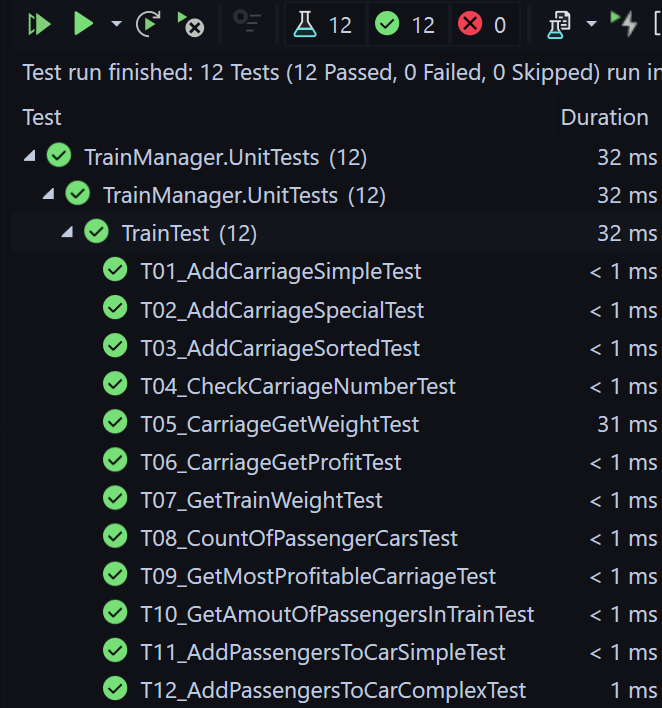 12 12 0
Test run finished: 12 Tests (12 Passed, 0 Failed, 0 Skipped) run in
Test Duration
TrainManager.UnitTests (12) 32 ms
TrainManager.UnitTests (12) 32 ms
TrainTest (12) 32 ms
T01_AddCarriageSimpleTest < 1 ms
T02_AddCarriageSpecialTest < 1 ms
T03_AddCarriageSortedTest < 1 ms
T04_CheckCarriageNumberTest < 1 ms
T05_CarriageGetWeightTest 31 ms
T06_CarriageGetProfitTest < 1 ms
T07_GetTrainWeightTest < 1 ms
T08_CountOfPassengerCarsTest < 1 ms
T09_GetMostProfitableCarriageTest < 1 ms
T10_GetAmoutOfPassengersInTrainTest < 1 ms
T11_AddPassengersToCarSimpleTest < 1 ms
T12_AddPassengersToCarComplexTest 1 ms